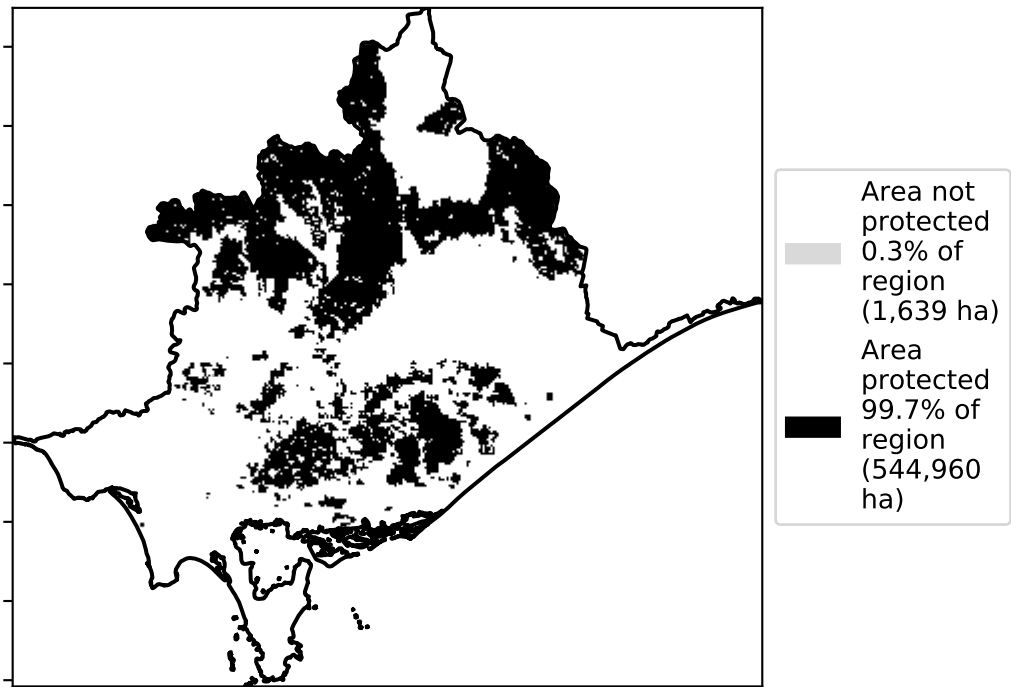 Area not
protected
0.3% of
region
(1,639 ha)
Area
protected
99.7% of
region
(544,960
ha)